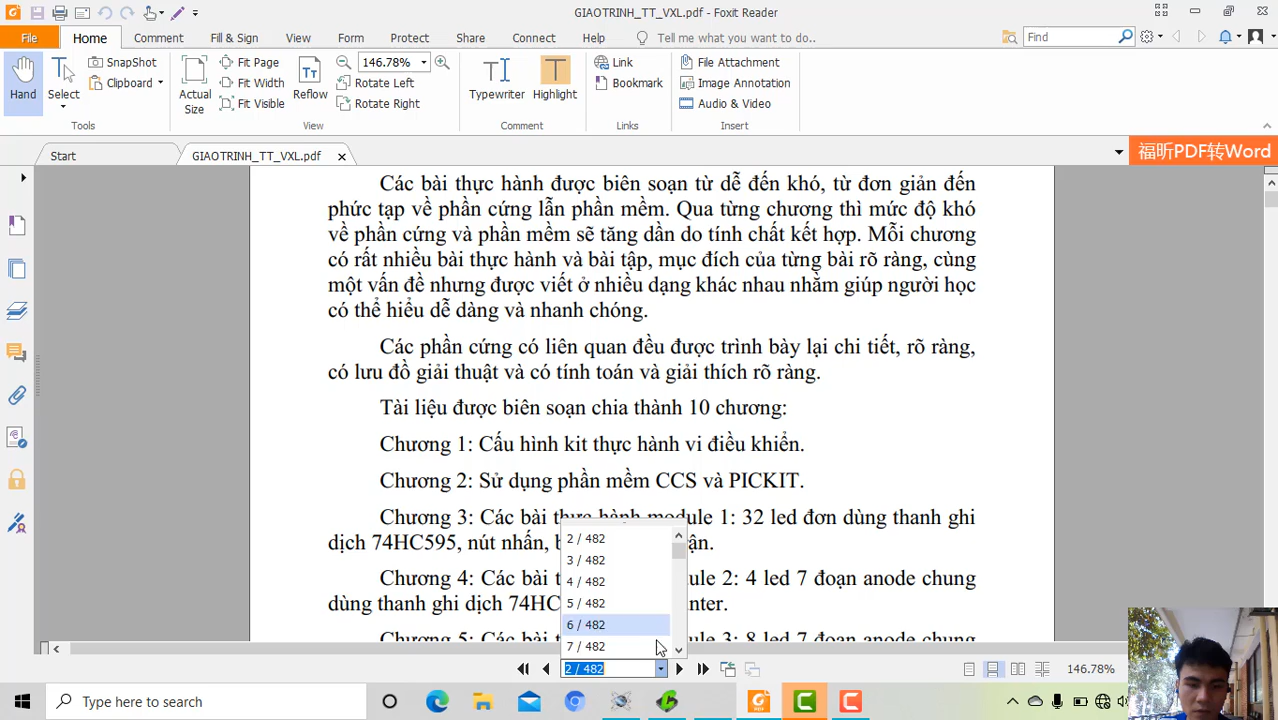 GIAOTRINH_TT_VXL.pdf - Foxit Reader
File
Home
Comment
Fill & Sign
View
Form
Protect
Share
Connect
Help
Tell me what you want to do..
Find
Hand
Select
SnapShot
Clipboard
Tools
Actual
Size
Fit Page
Fit Width
Fit Visible
Reflow
146.78%
Rotate Left
Rotate Right
View
Typewriter
Highlight
Comment
Link
Bookmark
Links
File Attachment
Image Annotation
Audio & Video
Insert
Start
GIAOTRINH_TT_VXL.pdf
福昕PDF转Word
Các bài thực hành được biên soạn từ dễ đến khó, từ đơn giản đến
phức tạp về phần cứng lẫn phần mềm. Qua từng chương thì mức độ khó
về phần cứng và phần mềm sẽ tăng dần do tính chất kết hợp. Mỗi chương
có rất nhiều bài thực hành và bài tập, mục đích của từng bài rõ ràng, cùng
một vấn đề nhưng được viết ở nhiều dạng khác nhau nhằm giúp người học
có thể hiểu dễ dàng và nhanh chóng.
Các phần cứng có liên quan đều được trình bày lại chi tiết, rõ ràng,
có lưu đồ giải thuật và có tính toán và giải thích rõ ràng.
Tài liệu được biên soạn chia thành 10 chương:
Chương 1: Cấu hình kit thực hành vi điều khiển.
Chương 2: Sử dụng phần mềm CCS và PICKIT.
Chương 3: Các bài thực hành module 1: 32 led đơn dùng thanh ghi
dịch 74HC595, nút nhấn,
Chương 4: Các bài t 2: 4 led 7 đoạn anode chung
dùng thanh ghi dịch 74HC
Chương 5: Các bài t 3: 8 led 7 đoạn
2 / 482
3 / 482
4 / 482
5 / 482
6 / 482
7 / 482
2 / 482
146.78%
Type here to search